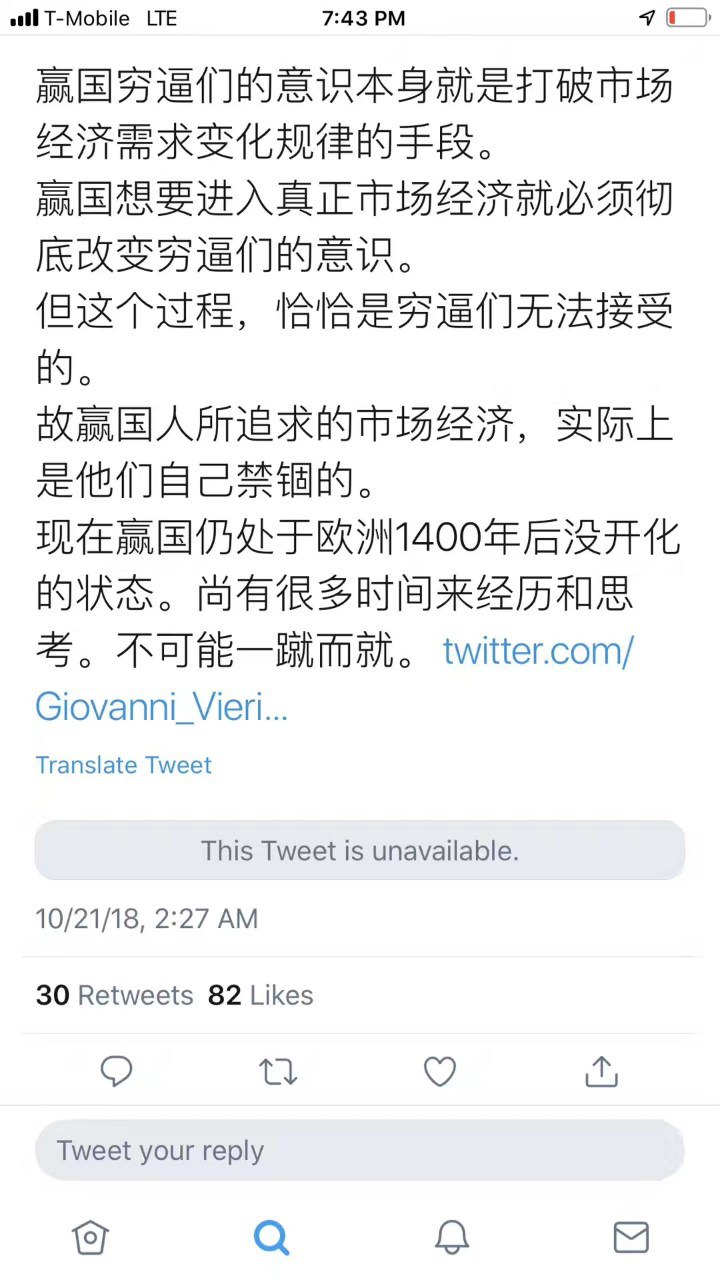 T-Mobile LTE 7:43 PM
赢国穷逼们的意识本身就是打破市场
经济需求变化规律的手段。
赢国想要进入真正市场经济就必须彻
底改变穷逼们的意识。
但这个过程，恰恰是穷逼们无法接受
的。
故赢国人所追求的市场经济，实际上
是他们自己禁锢的。
现在赢国仍处于欧洲1400年后没开化
的状态。尚有很多时间来经历和思
考。不可能一蹴而就。 twitter.com/
Giovanni_Vieri...
Translate Tweet
This Tweet is unavailable.
10/21/18, 2:27 AM
30 Retweets 82 Likes
Tweet your reply